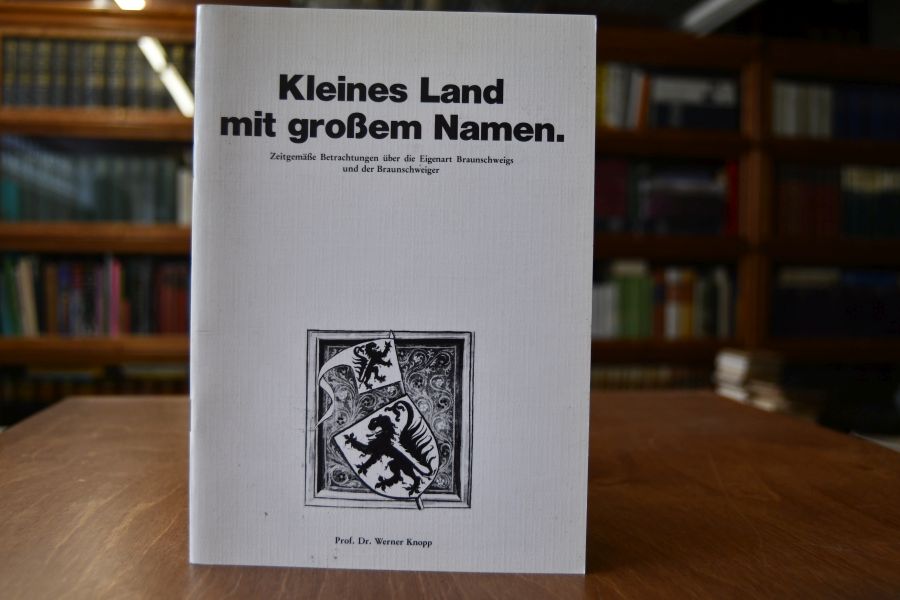 Kleines Land
mit großem Namen.
Zeitgemäße Betrachtungen über die Eigenart Braunschweigs
und der Braunschweiger
Prof. Dr. Werner Knopp